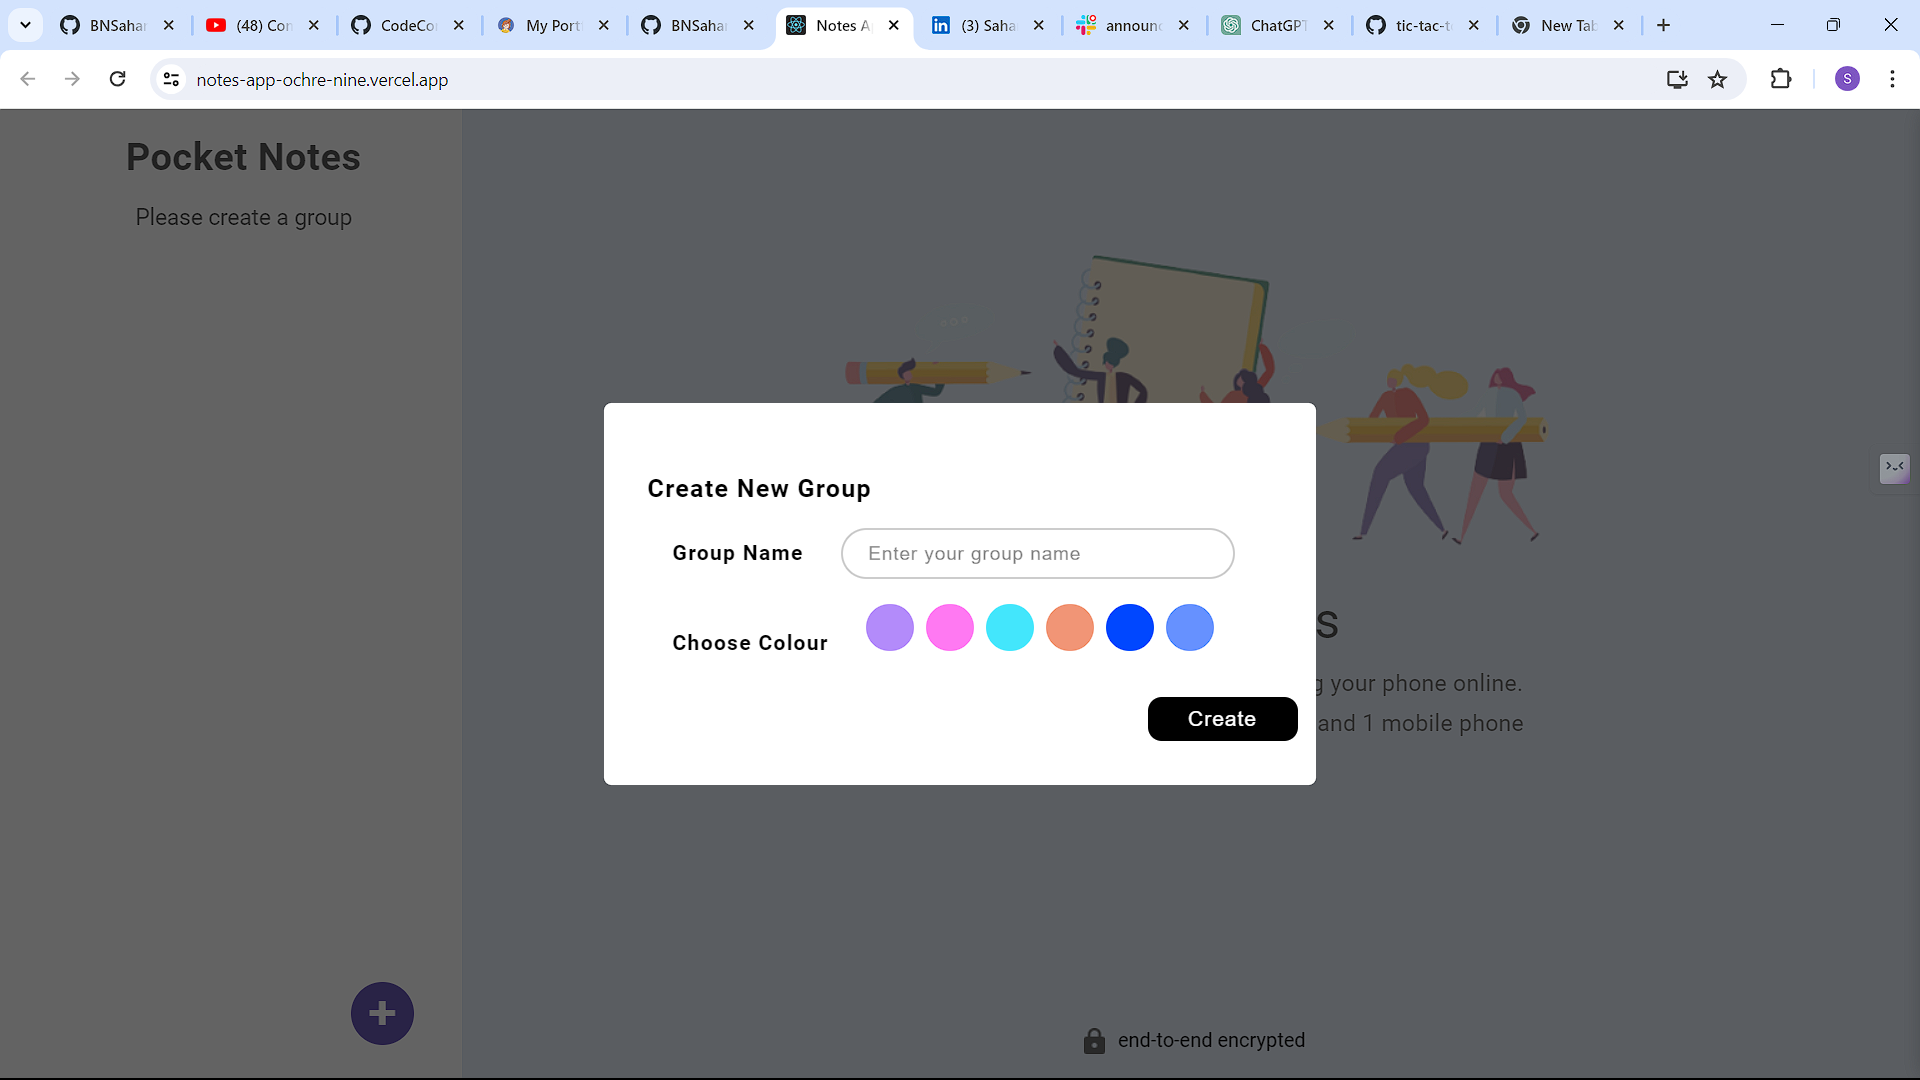 BNSahar
(48) Con
CodeCo
My Port
BNSahar
Notes A
(3) Saha
announc
ChatGPT
tic-tac-t
New Tab
notes-app-ochre-nine.vercel.app
S
Pocket Notes
Please create a group
Create New Group
Group Name
Enter your group name
Choose Colour
Create
s
g your phone online.
and 1 mobile phone
end-to-end encrypted